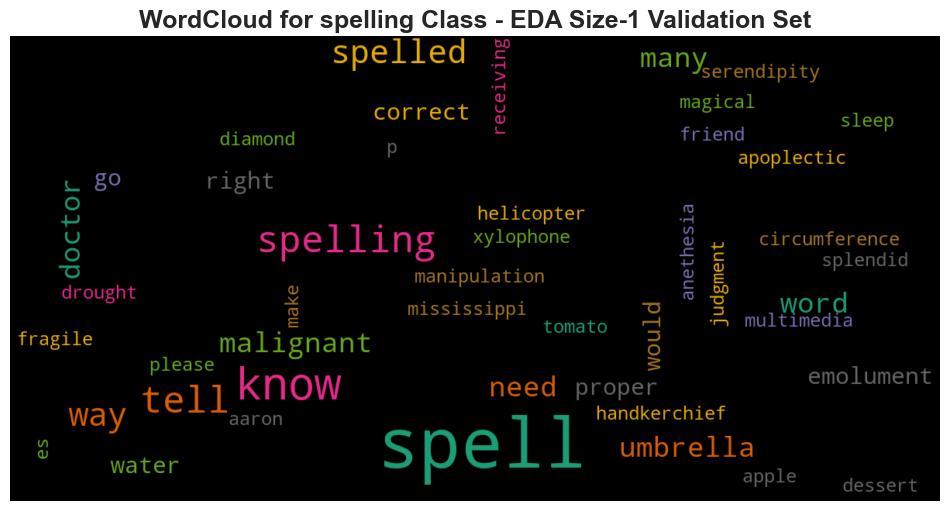 WordCloud for spelling Class - EDA Size-1 Validation Set
spelled
receiving
many
serendipity
correct
magical
sleep
diamond
p
friend
apoplectic
go
right
doctor
helicopter
spelling
xylophone
anethesia
judgment
circumference
splendid
manipulation
drought
make
mississippi
word
multimedia
fragile
malignant
tomato
would
please
know
need
proper
emolument
tell
way
aaron
handkerchief
spell
umbrella
es
water
apple
dessert